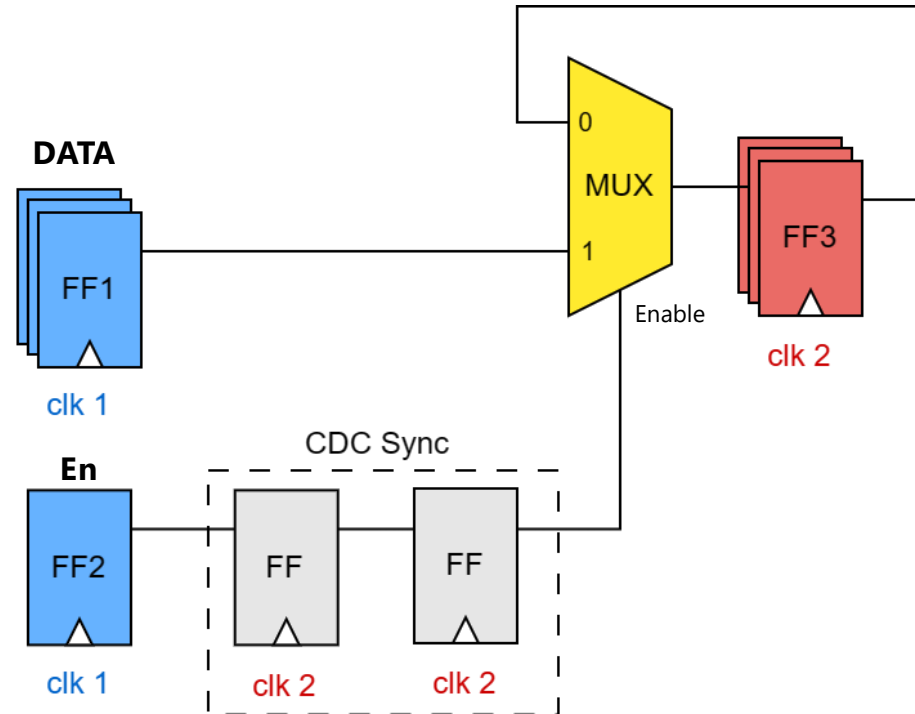 DATA
FF1
clk 1
0
MUX
1
Enable
FF3
clk 2
CDC Sync
En
FF2
clk 1
FF
clk 2
FF
clk 2